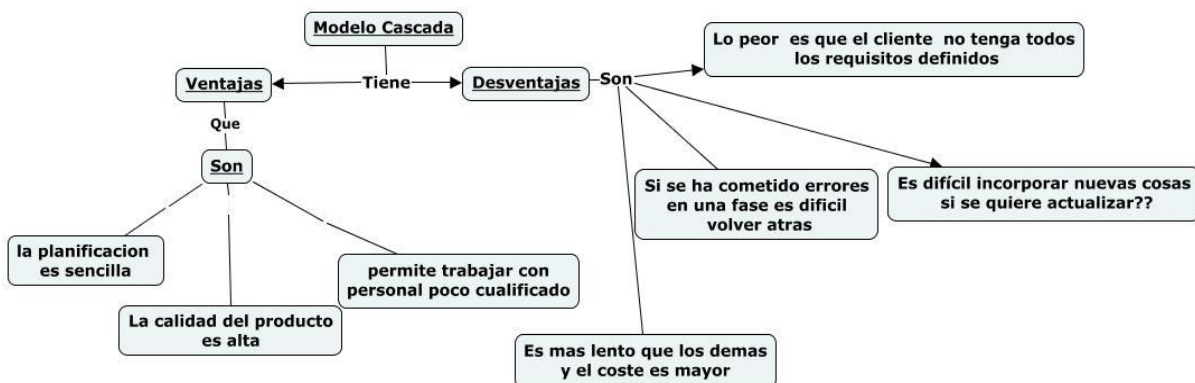 Modelo Cascada
Tiene
Ventajas
Desventajas
Son
Lo peor es que el cliente no tenga todos
los requisitos definidos
Que
Son
Si se ha cometido errores
en una fase es dificil
volver atras
Es difícil incorporar nuevas cosas
si se quiere actualizar??
la planificacion
es sencilla
permite trabajar con
personal poco cualificado
La calidad del producto
es alta
Es mas lento que los demas
y el coste es mayor